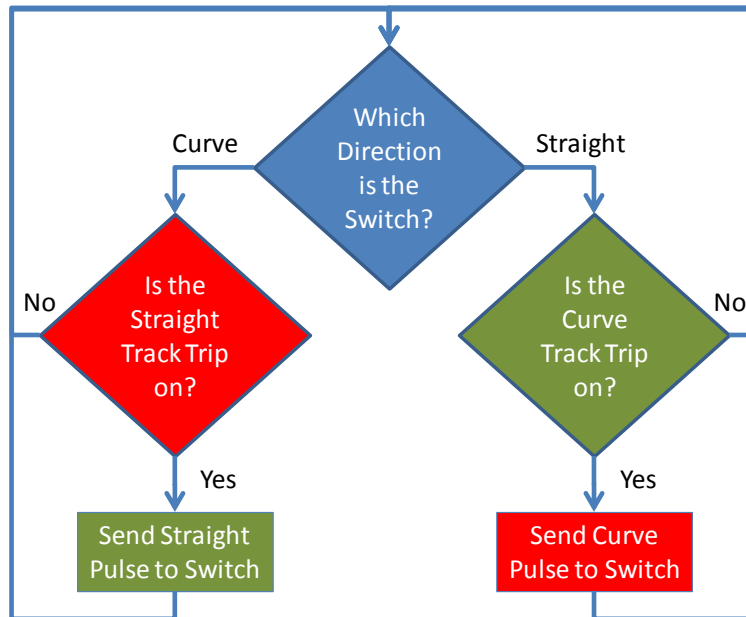 Which
Direction
is the
Switch?
Curve
Straight
No
Is the
Straight
Track Trip
on?
Is the
Curve
Track Trip
on?
No
Yes
Yes
Send Straight
Pulse to Switch
Send Curve
Pulse to Switch